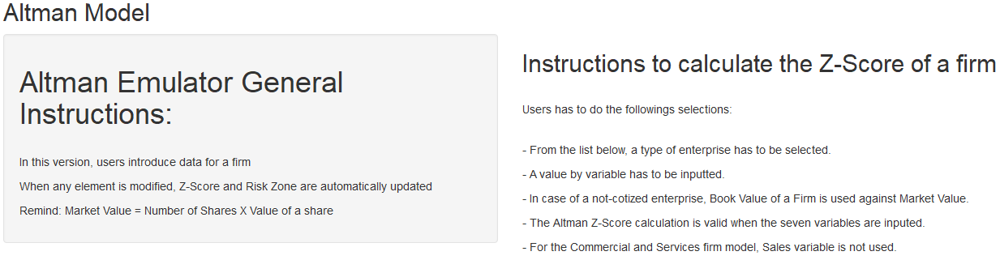 Altman Model
Altman Emulator General
Instructions:
In this version, users introduce data for a firm
When any element is modified, Z-Score and Risk Zone are automatically updated
Remind: Market Value = Number of Shares X Value of a share
Instructions to calculate the Z-Score of a firm
Users has to do the followings selections:
- From the list below, a type of enterprise has to be selected.
- A value by variable has to be inputted.
- In case of a not-cotized enterprise, Book Value of a Firm is used against Market Value.
- The Altman Z-Score calculation is valid when the seven variables are inputed.
- For the Commercial and Services firm model, Sales variable is not used.